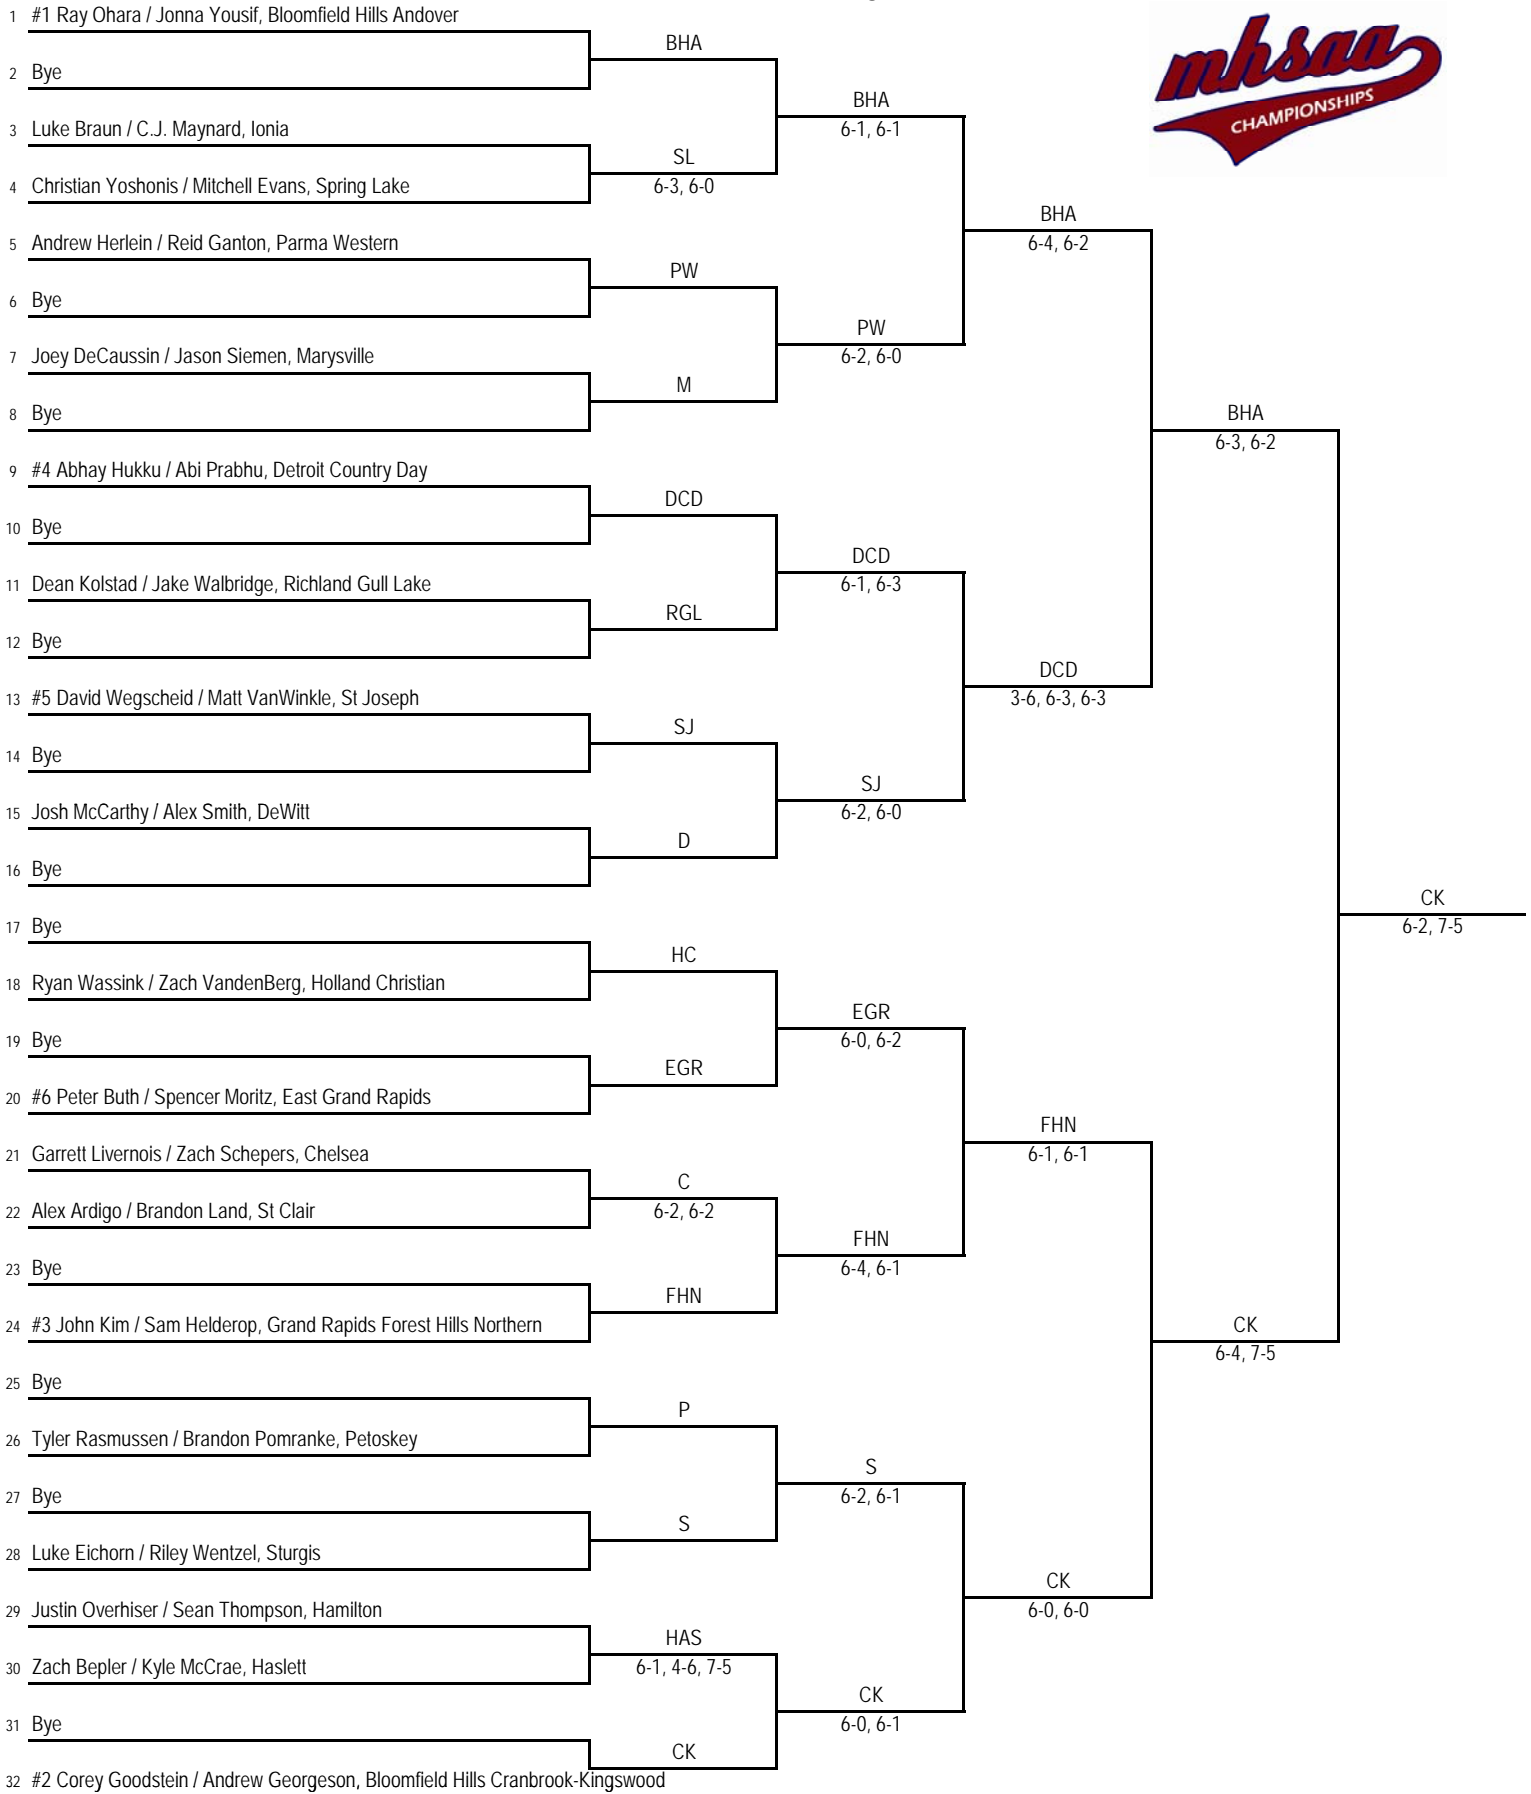 1 #1 Ray Ohara / Jonna Yousif, Bloomfield Hills Andover
mhsaa
CHAMPIONSHIPS
BHA
2 Bye
BHA
6-1, 6-1
3 Luke Braun / C.J. Maynard, Ionia
SL
6-3, 6-0
4 Christian Yoshonis / Mitchell Evans, Spring Lake
BHA
6-4, 6-2
5 Andrew Herlein / Reid Ganton, Parma Western
PW
6 Bye
PW
6-2, 6-0
7 Joey DeCaussin / Jason Siemen, Marysville
M
8 Bye
BHA
6-3, 6-2
9 #4 Abhay Hukku / Abi Prabhu, Detroit Country Day
DCD
10 Bye
DCD
6-1, 6-3
11 Dean Kolstad / Jake Walbridge, Richland Gull Lake
RGL
12 Bye
DCD
3-6, 6-3, 6-3
13 #5 David Wegscheid / Matt VanWinkle, St Joseph
SJ
14 Bye
SJ
6-2, 6-0
15 Josh McCarthy / Alex Smith, DeWitt
D
16 Bye
CK
6-2, 7-5
17 Bye
HC
18 Ryan Wassink / Zach VandenBerg, Holland Christian
EGR
6-0, 6-2
19 Bye
EGR
20 #6 Peter Buth / Spencer Moritz, East Grand Rapids
FHN
6-1, 6-1
21 Garrett Livernois / Zach Schepers, Chelsea
C
6-2, 6-2
22 Alex Ardigo / Brandon Land, St Clair
FHN
6-4, 6-1
23 Bye
FHN
24 #3 John Kim / Sam Helderop, Grand Rapids Forest Hills Northern
CK
6-4, 7-5
25 Bye
P
26 Tyler Rasmussen / Brandon Pomranke, Petoskey
S
6-2, 6-1
27 Bye
S
28 Luke Eichorn / Riley Wentzel, Sturgis
CK
6-0, 6-0
29 Justin Overhiser / Sean Thompson, Hamilton
HAS
6-1, 4-6, 7-5
30 Zach Bepler / Kyle McCrae, Haslett
CK
6-0, 6-1
31 Bye
CK
32 #2 Corey Goodstein / Andrew Georgeson, Bloomfield Hills Cranbrook-Kingswood